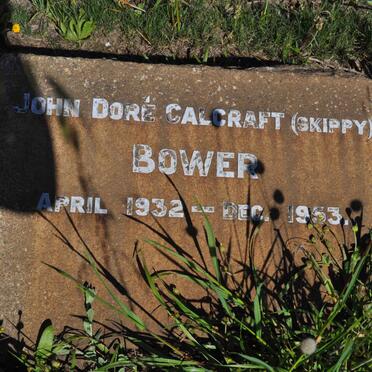 JOHN DORÉ CALCRAFT (SKIPPY)
BOWER
APRIL 1932 — DEC. 1953.